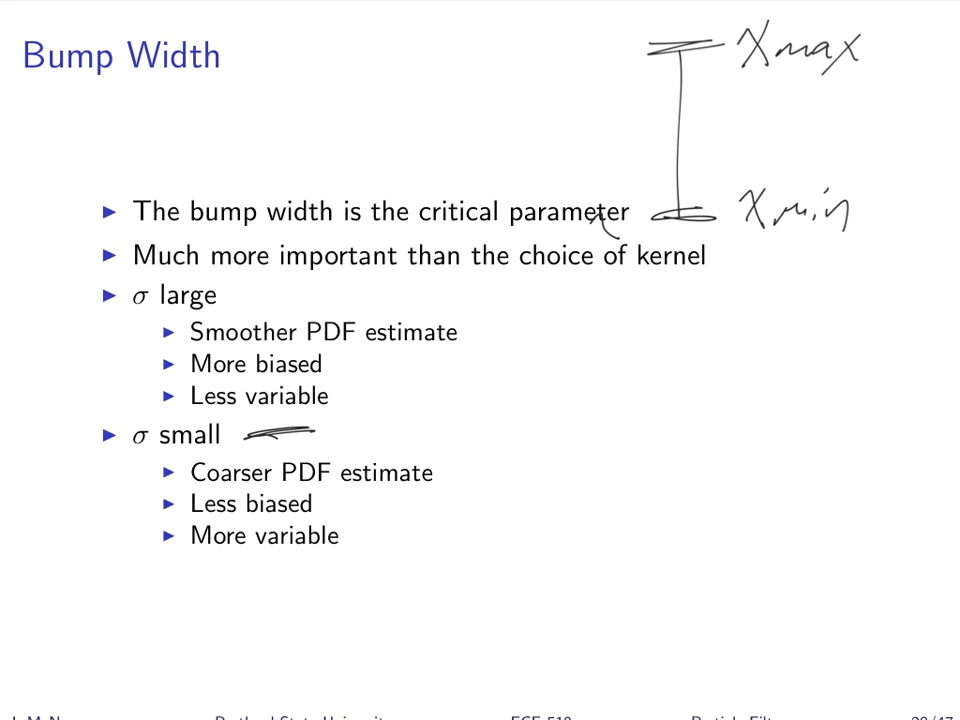 Bump Width
Xmax
▶ The bump width is the critical parameter
Xmin
▶ Much more important than the choice of kernel
▶ σ large
▶ Smoother PDF estimate
▶ More biased
▶ Less variable
▶ σ small
▶ Coarser PDF estimate
▶ Less biased
▶ More variable